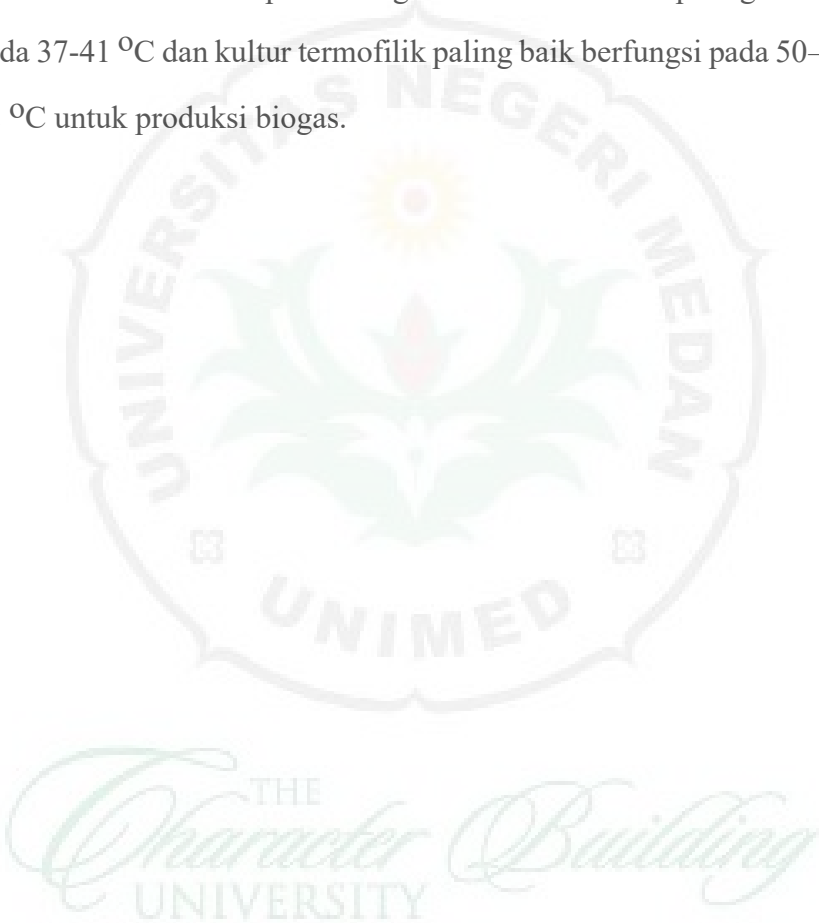 da 37-41 °C dan kultur termofilik paling baik berfungsi pada 50–
°C untuk produksi biogas.
UNIVERSITAS NEGERI MEDAN
UNIMED
THE
Character Building
UNIVERSITY